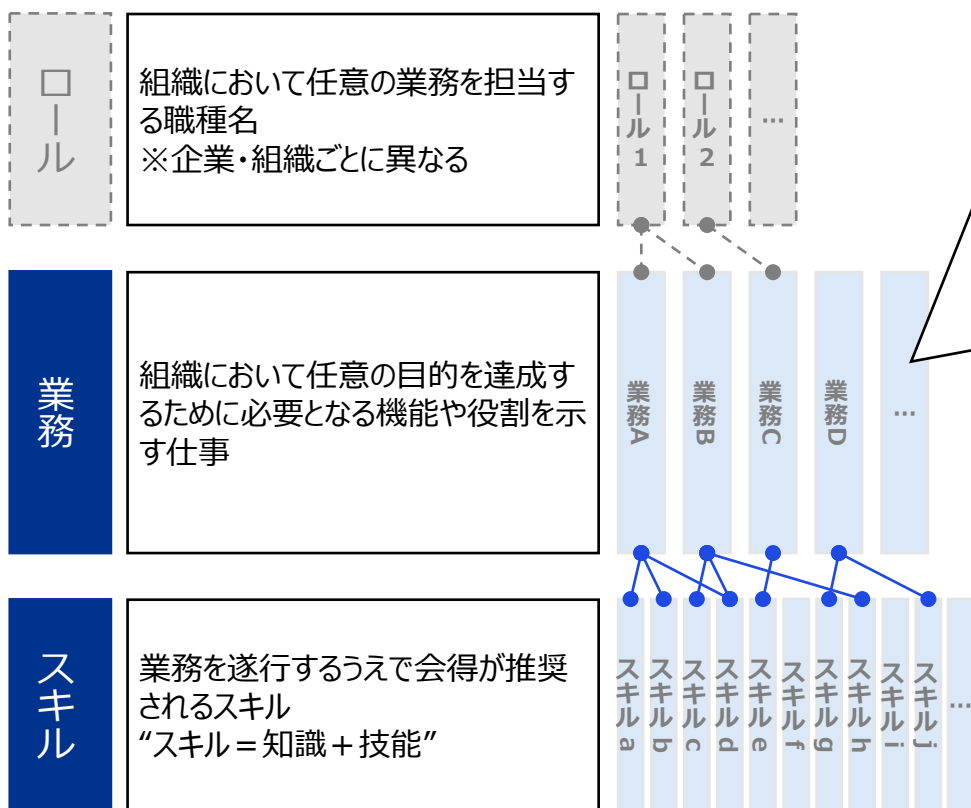 ロール
組織において任意の業務を担当す
る職種名
※企業・組織ごとに異なる
ロール1
ロール2
…
業務
組織において任意の目的を達成す
るために必要となる機能や役割を示
す仕事
業務A
業務B
業務C
業務D
…
スキル
業務を遂行するうえで会得が推奨
されるスキル
“スキル＝知識＋技能”
スキルa
スキルb
スキルc
スキルd
スキルe
スキルf
スキルg
スキルh
スキルi
スキルj
…